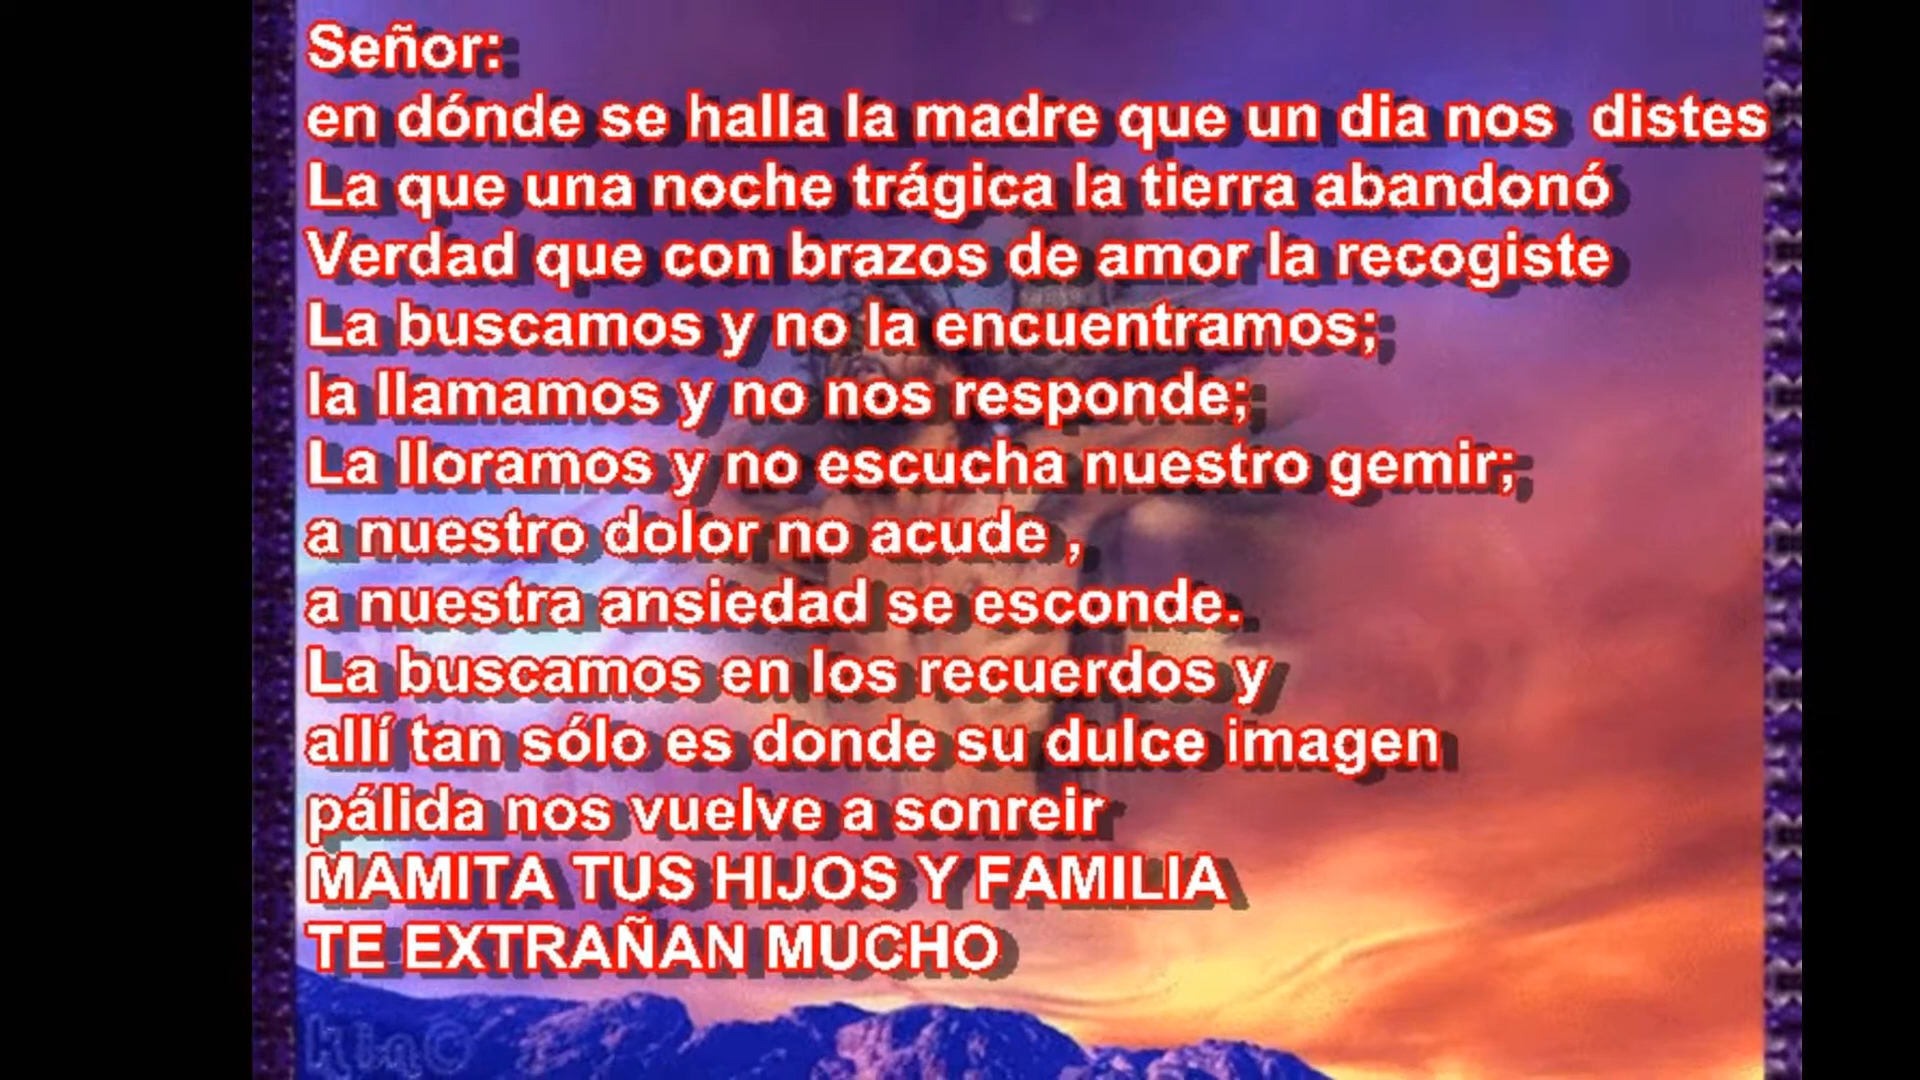 Señor:
en dónde se halla la madre que un dia nos distes
La que una noche trágica la tierra abandonó
Verdad que con brazos de amor la recogiste
La buscamos y no la encuentramos;
la llamamos y no nos responde;
La lloramos y no escucha nuestro gemir;
a nuestro dolor no acude ,
a nuestra ansiedad se esconde.
La buscamos en los recuerdos y
allí tan sólo es donde su dulce imagen
pálida nos vuelve a sonreir
MAMITA TUS HIJOS Y FAMILIA
TE EXTRAÑAN MUCHO